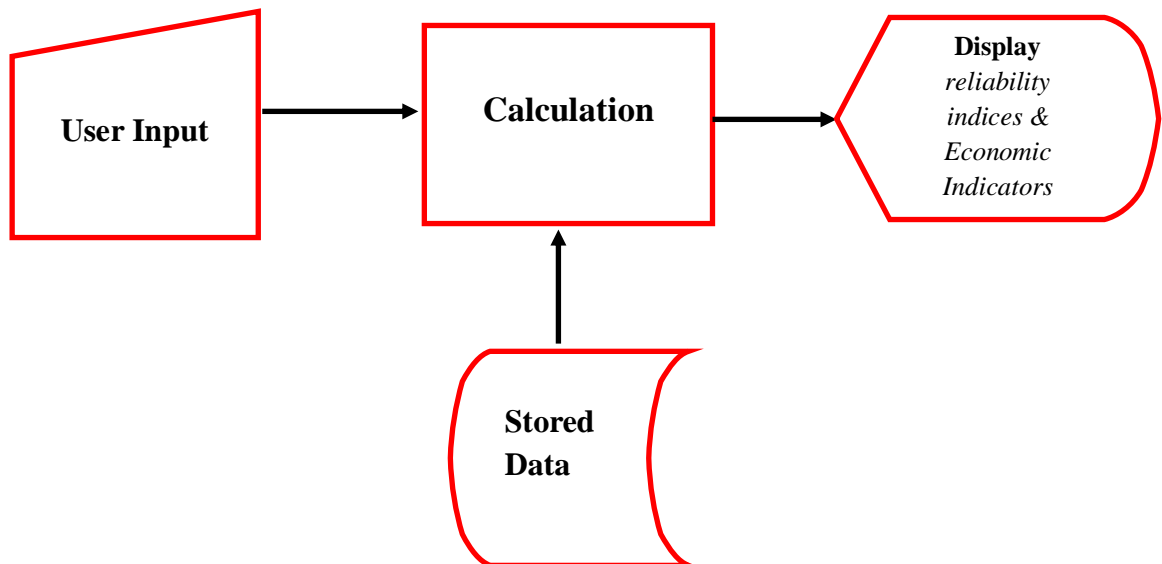 User Input
Calculation
Display
reliability
indices &
Economic
Indicators
Stored
Data